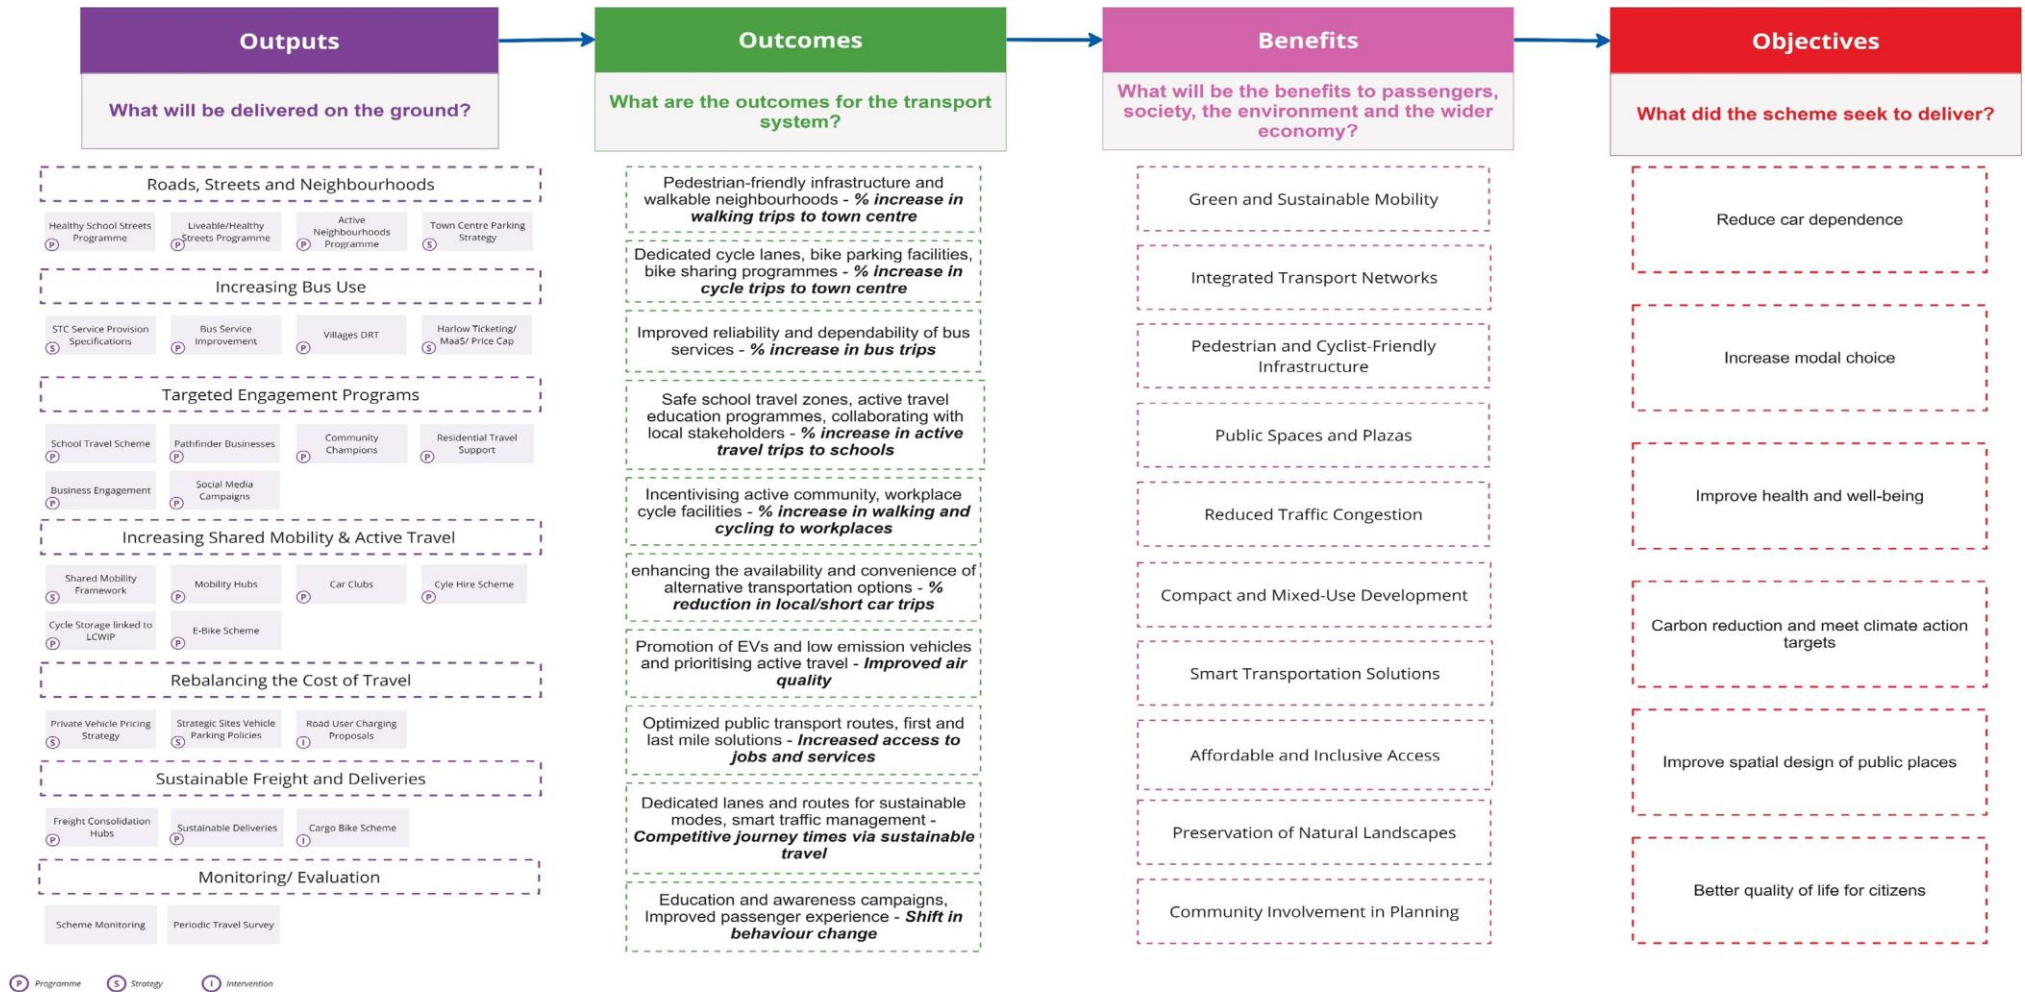 Outputs
What will be delivered on the ground?
Roads, Streets and Neighbourhoods
Healthy School Streets
Programme
P
Liveable/Healthy
Streets Programme
P
Active
Neighbourhoods
Programme
P
Town Centre Parking
Strategy
S
Increasing Bus Use
STC Service Provision
Specifications
S
Bus Service
Improvement
P
Villages DRT
P
Harlow Ticketing/
MaaS/ Price Cap
S
Targeted Engagement Programs
School Travel Scheme
P
Pathfinder Businesses
P
Community
Champions
P
Residential Travel
Support
P
Business Engagement
P
Social Media
Campaigns
P
Increasing Shared Mobility & Active Travel
Shared Mobility
Framework
S
Mobility Hubs
P
Car Clubs
P
Cyle Hire Scheme
P
Cycle Storage linked to
LCWIP
P
E-Bike Scheme
P
Rebalancing the Cost of Travel
Private Vehicle Pricing
Strategy
S
Strategic Sites Vehicle
Parking Policies
S
Road User Charging
Proposals
I
Sustainable Freight and Deliveries
Freight Consolidation
Hubs
P
Sustainable Deliveries
P
Cargo Bike Scheme
I
Monitoring/ Evaluation
Scheme Monitoring
Periodic Travel Survey
P Programme
S Strategy
I Intervention
Outcomes
What are the outcomes for the transport
system?
Pedestrian-friendly infrastructure and
walkable neighbourhoods - % increase in
walking trips to town centre
Dedicated cycle lanes, bike parking facilities,
bike sharing programmes - % increase in
cycle trips to town centre
Improved reliability and dependability of bus
services - % increase in bus trips
Safe school travel zones, active travel
education programmes, collaborating with
local stakeholders - % increase in active
travel trips to schools
Incentivising active community, workplace
cycle facilities - % increase in walking and
cycling to workplaces
enhancing the availability and convenience of
alternative transportation options - %
reduction in local/short car trips
Promotion of EVs and low emission vehicles
and prioritising active travel - Improved air
quality
Optimized public transport routes, first and
last mile solutions - Increased access to
jobs and services
Dedicated lanes and routes for sustainable
modes, smart traffic management -
Competitive journey times via sustainable
travel
Education and awareness campaigns,
Improved passenger experience - Shift in
behaviour change
Benefits
What will be the benefits to passengers,
society, the environment and the wider
economy?
Green and Sustainable Mobility
Integrated Transport Networks
Pedestrian and Cyclist-Friendly
Infrastructure
Public Spaces and Plazas
Reduced Traffic Congestion
Compact and Mixed-Use Development
Smart Transportation Solutions
Affordable and Inclusive Access
Preservation of Natural Landscapes
Community Involvement in Planning
Objectives
What did the scheme seek to deliver?
Reduce car dependence
Increase modal choice
Improve health and well-being
Carbon reduction and meet climate action
targets
Improve spatial design of public places
Better quality of life for citizens